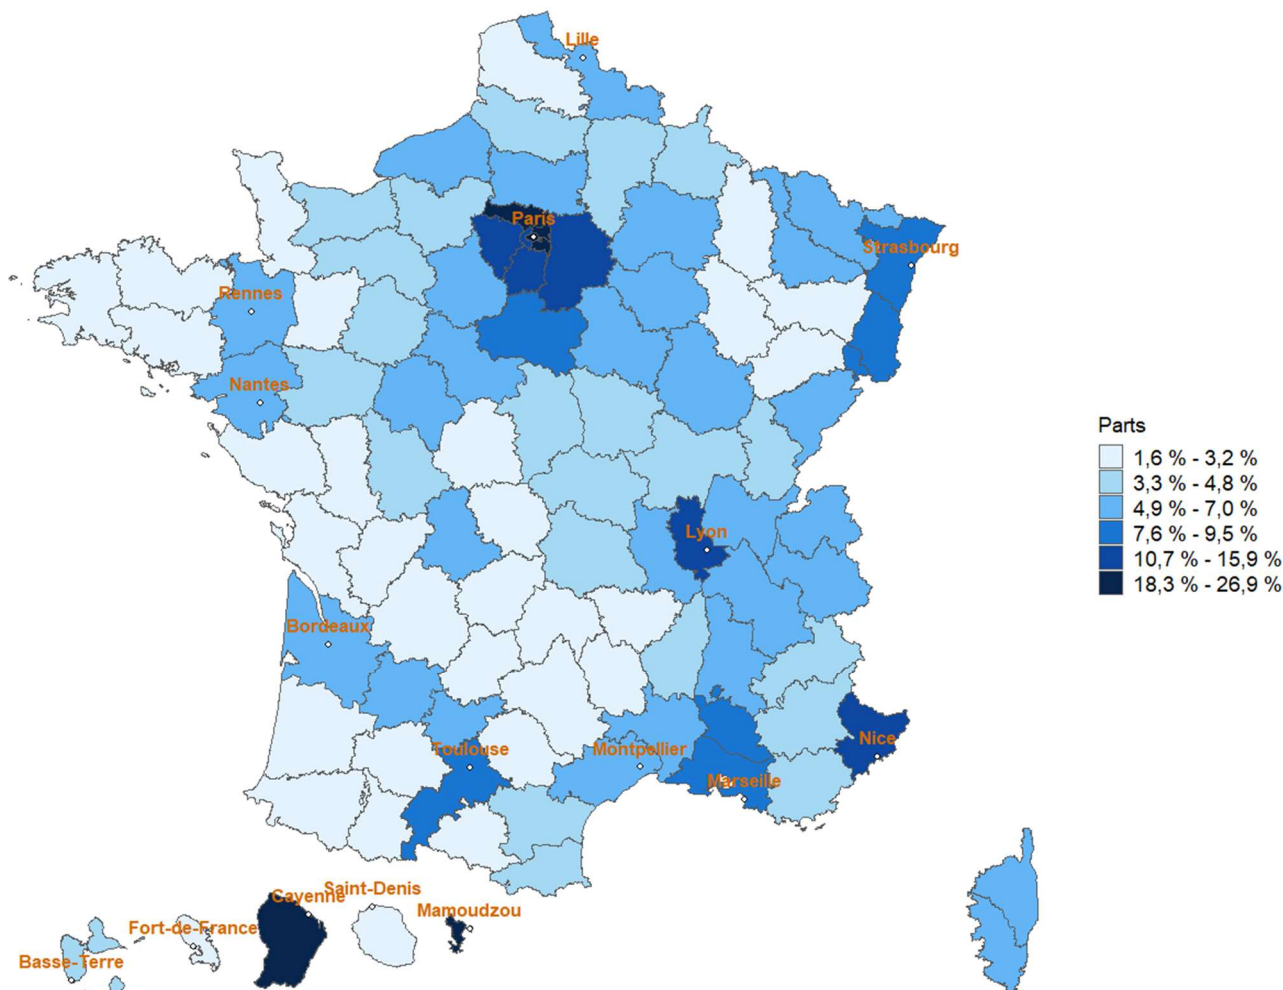 Lille
Paris
Strasbourg
Rennes
Nantes
Parts
1,6 % - 3,2 %
3,3 % - 4,8 %
4,9 % - 7,0 %
7,6 % - 9,5 %
10,7 % - 15,9 %
18,3 % - 26,9 %
Lyon
Bordeaux
Nice
Toulouse
Montpellier
Marseille
Saint-Denis
Cayenne
Mamoudzou
Fort-de-France
Basse-Terre